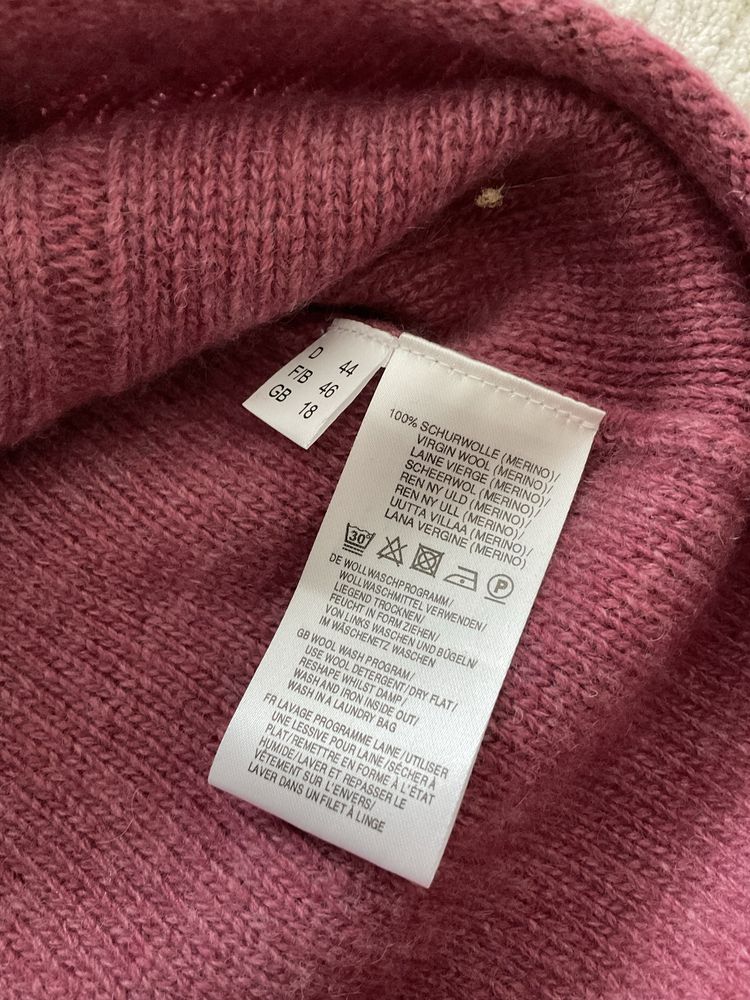 D 44
F/B 46
GB 18
100% SCHURWOLLE (MERINO)/
VIRGIN WOOL (MERINO)/
LAINE VIERGE (MERINO)/
SCHEERWOL (MERINO)/
REN NY ULD (MERINO)/
REN NY ULL (MERINO)/
UUTTA VILLAA (MERINO)/
LANA VERGINE (MERINO)
30° P
DE WOLLWASCHPROGRAMM/
WOLLWASCHMITTEL VERWENDEN/
LIEGEND TROCKNEN/
FEUCHT IN FORM ZIEHEN/
VON LINKS WASCHEN UND BÜGELN/
IM WÄSCHENETZ WASCHEN
GB WOOL WASH PROGRAM/
USE WOOL DETERGENT/DRY FLAT/
RESHAPE WHILST DAMP/
WASH AND IRON INSIDE OUT/
WASH IN A LAUNDRY BAG
FR LAVAGE PROGRAMME LAINE/UTILISER
UNE LESSIVE POUR LAINE/SÉCHER À
PLAT/REMETTRE EN FORME À L'ÉTAT
HUMIDE/LAVER ET REPASSER LE
VÊTEMENT SUR L'ENVERS/
LAVER DANS UN FILET À LINGE